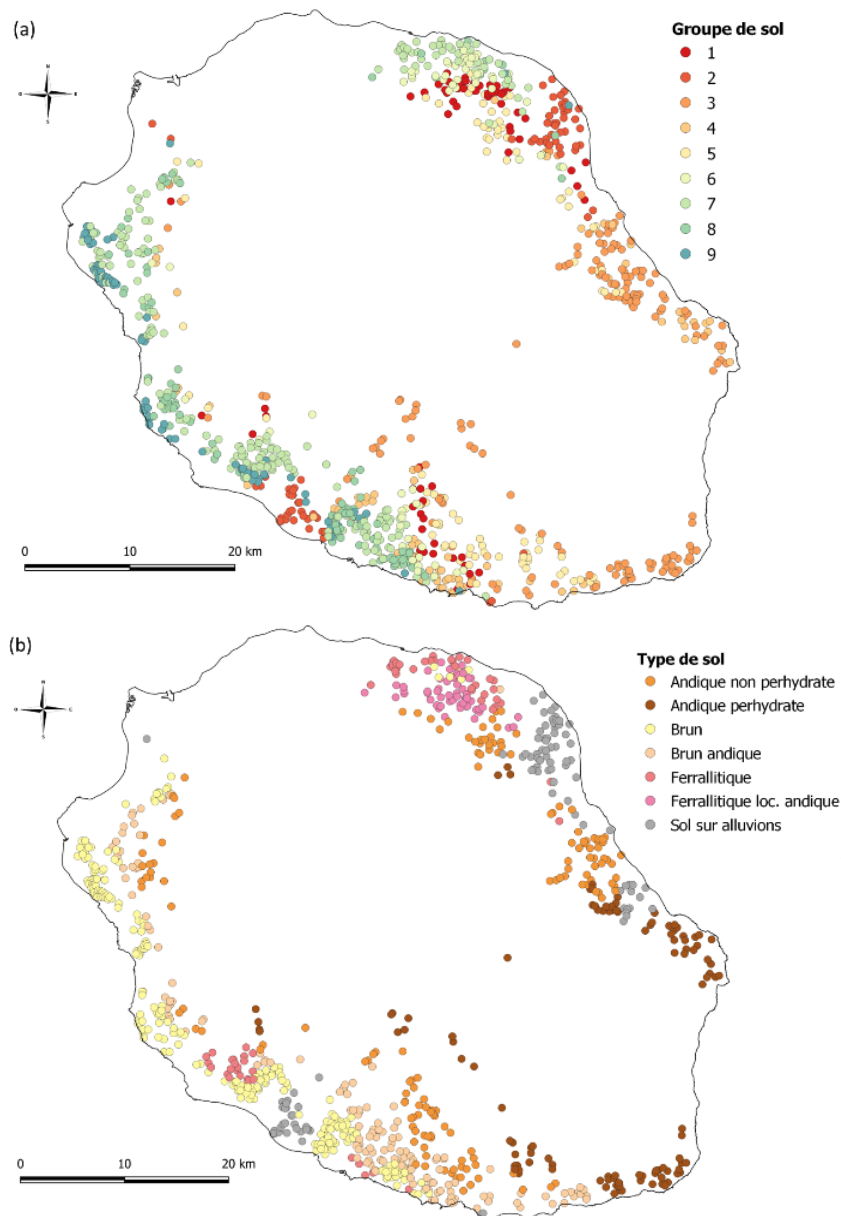 (a)
Groupe de sol
1
2
3
4
5
6
7
8
9
N
O E
S
0 10 20 km
(b)
Type de sol
Andique non perhydrate
Andique perhydrate
Brun
Brun andique
Ferrallitique
Ferrallitique loc. andique
Sol sur alluvions
N
S
0 10 20 km